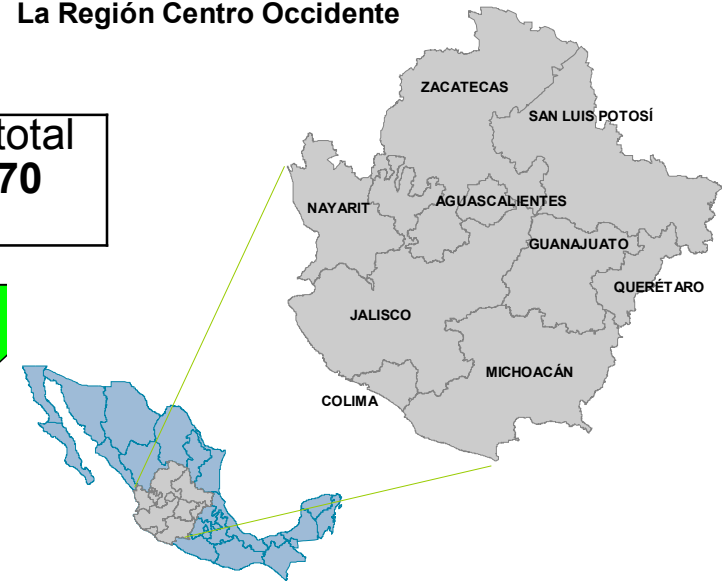 La Región Centro Occidente
total
70
ZACATECAS
SAN LUIS POTOSÍ
NAYARIT
AGUASCALIENTES
GUANAJUATO
QUERÉTARO
JALISCO
MICHOACÁN
COLIMA